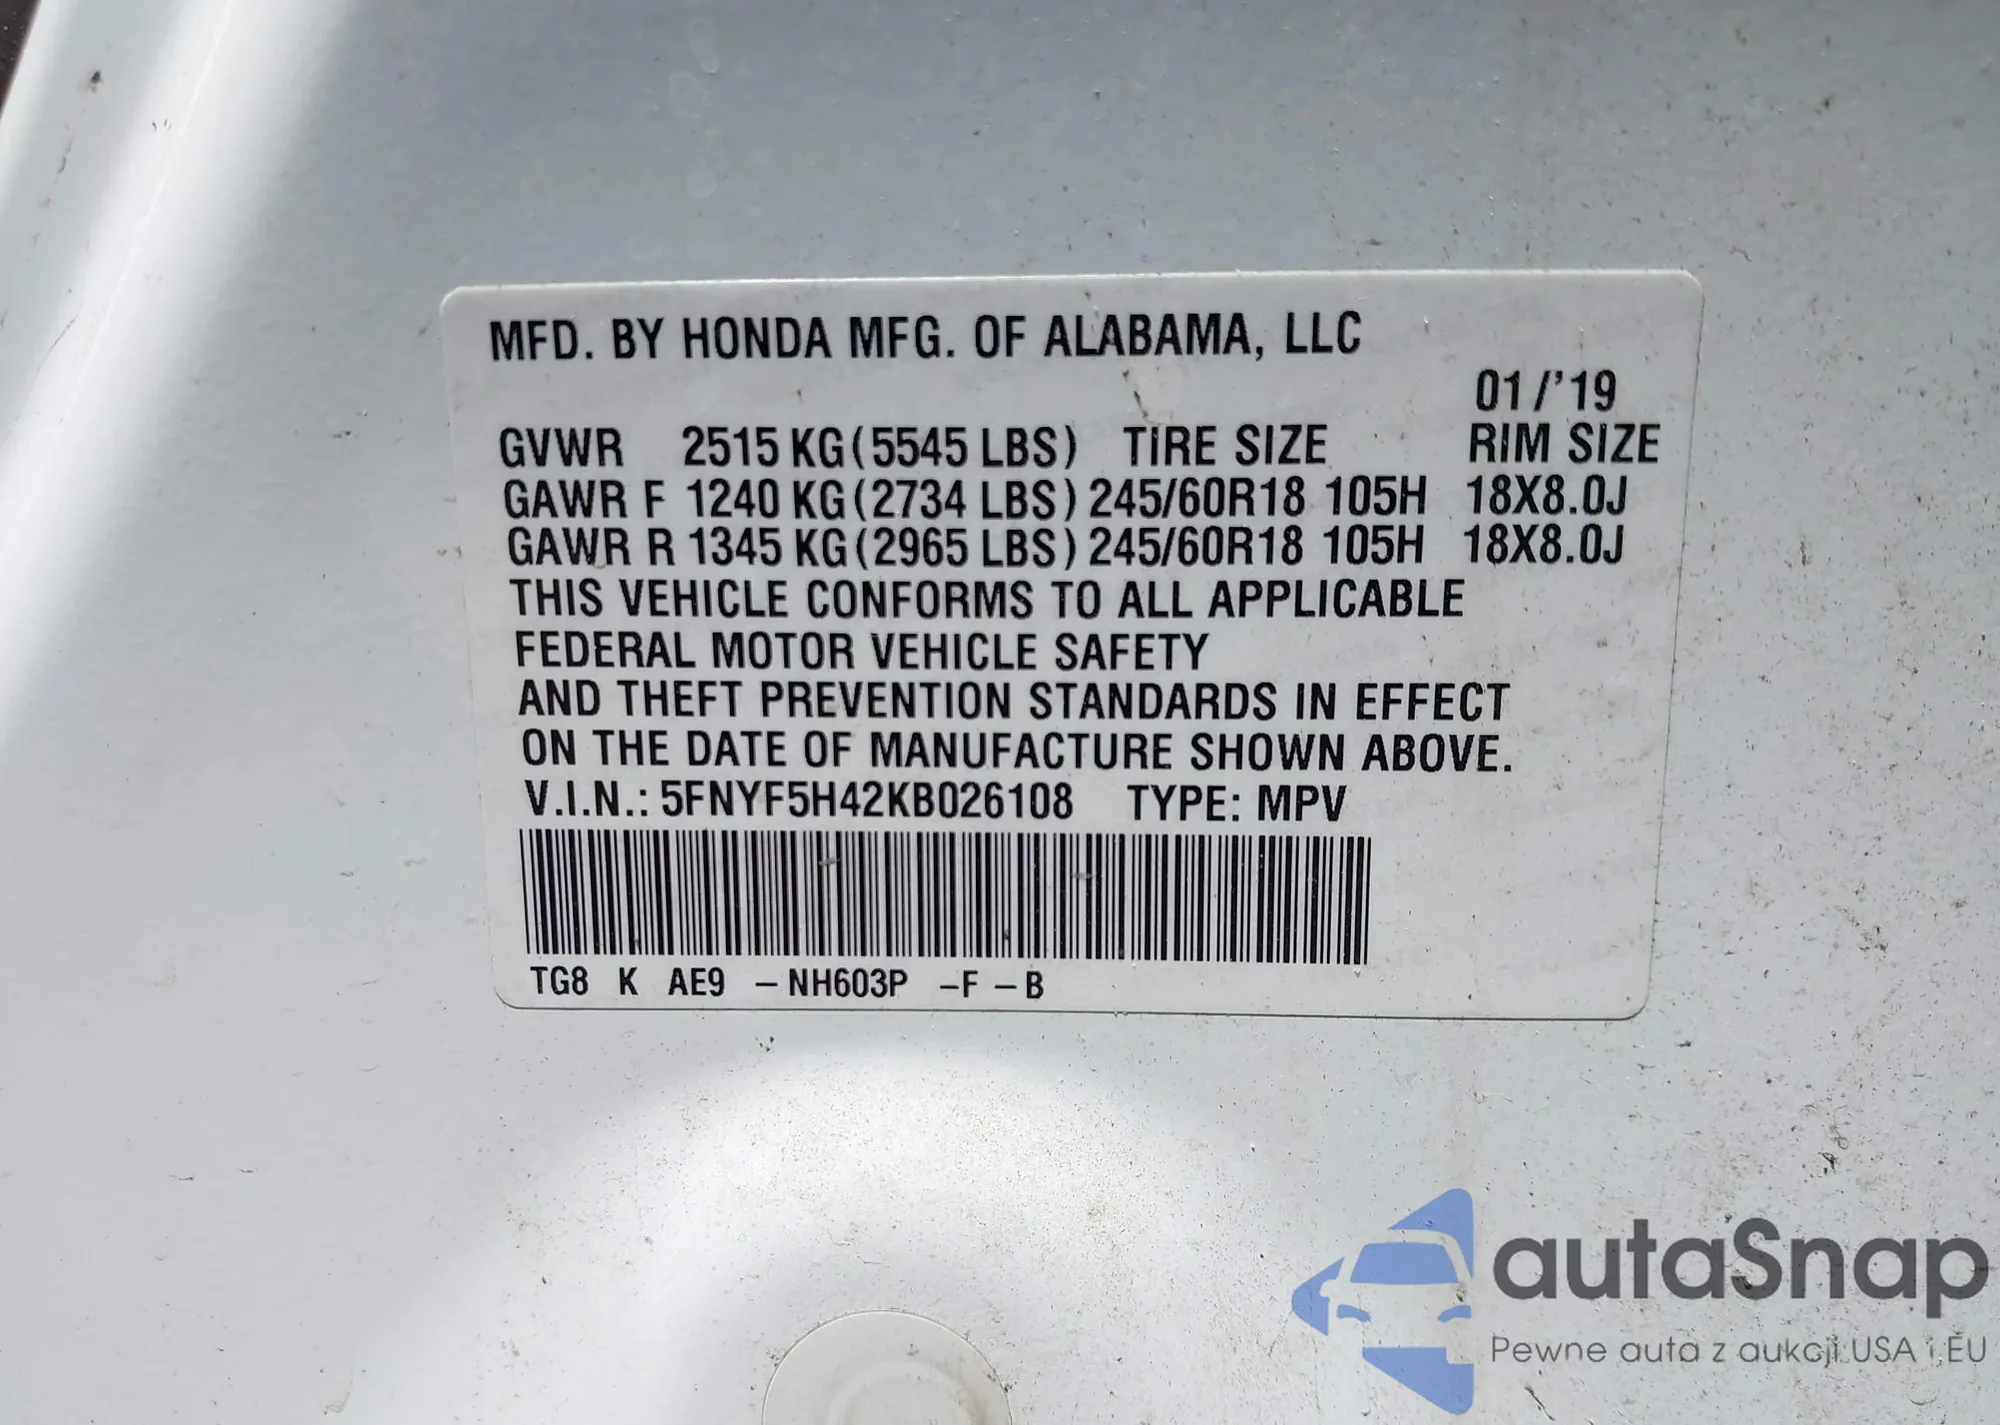 MFD. BY HONDA MFG. OF ALABAMA, LLC
01/'19
GVWR 2515 KG (5545 LBS) TIRE SIZE RIM SIZE
GAWR F 1240 KG (2734 LBS) 245/60R18 105H 18X8.0J
GAWR R 1345 KG (2965 LBS) 245/60R18 105H 18X8.0J
THIS VEHICLE CONFORMS TO ALL APPLICABLE
FEDERAL MOTOR VEHICLE SAFETY
AND THEFT PREVENTION STANDARDS IN EFFECT
ON THE DATE OF MANUFACTURE SHOWN ABOVE.
V.I.N.: 5FNYF5H42KB026108 TYPE: MPV
TG8 K AE9 – NH603P –F – B
autaSnap
Pewne auta z aukcji USA i EU